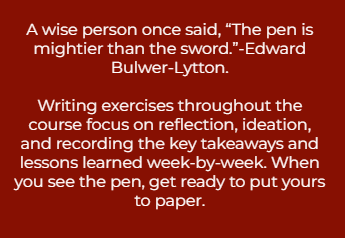 A wise person once said, “The pen is
mightier than the sword.”-Edward
Bulwer-Lytton.
Writing exercises throughout the
course focus on reflection, ideation,
and recording the key takeaways and
lessons learned week-by-week. When
you see the pen, get ready to put yours
to paper.